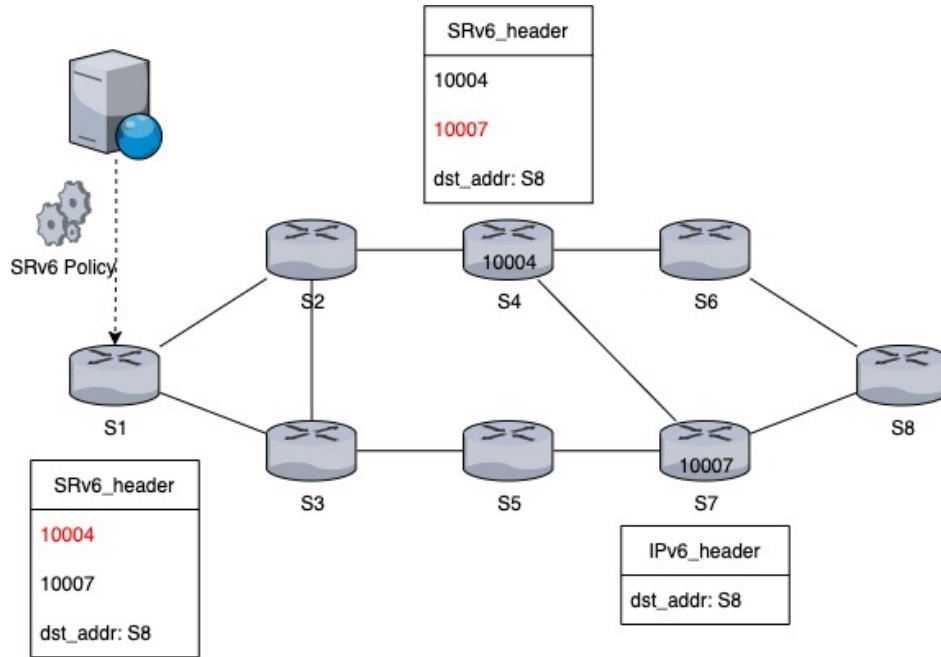 SRv6_header
10004
10007
dst_addr: S8
SRv6 Policy
S2
10004
S4
S6
S1
S8
S3
S5
10007
S7
SRv6_header
10004
10007
dst_addr: S8
IPv6_header
dst_addr: S8